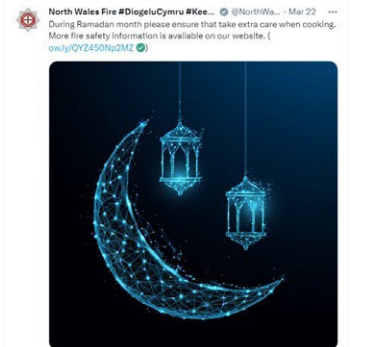 North Wales Fire #DiogeluCymru #Kee... @NorthWa... · Mar 22 ...
During Ramadan month please ensure that take extra care when cooking.
More fire safety information is available on our website. (
ow.ly/QYZ450Np2MZ ✅)